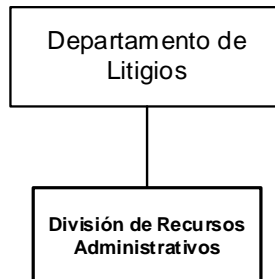 Departamento de
Litigios
División de Recursos
Administrativos